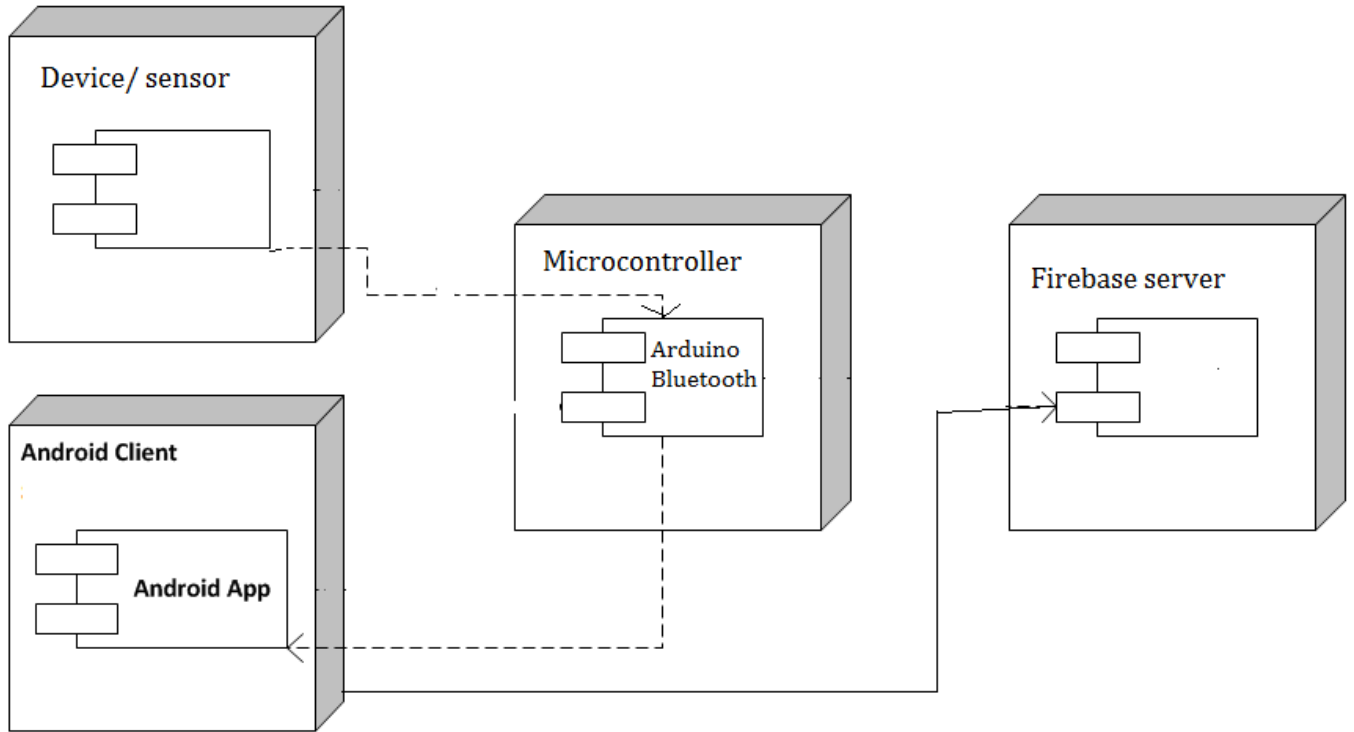 Device/ sensor
Microcontroller
Arduino
Bluetooth
Firebase server
Android Client
Android App